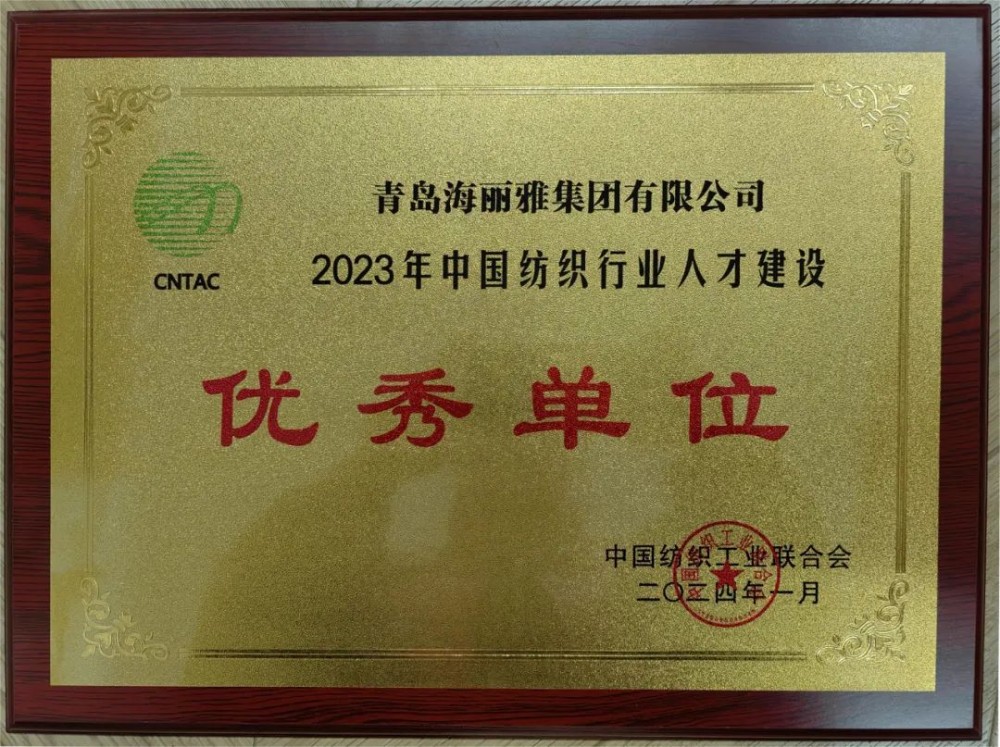 CNTAC
青岛海丽雅集团有限公司
2023年中国纺织行业人才建设
优秀单位
中国纺织工业联合会
二〇二四年一月